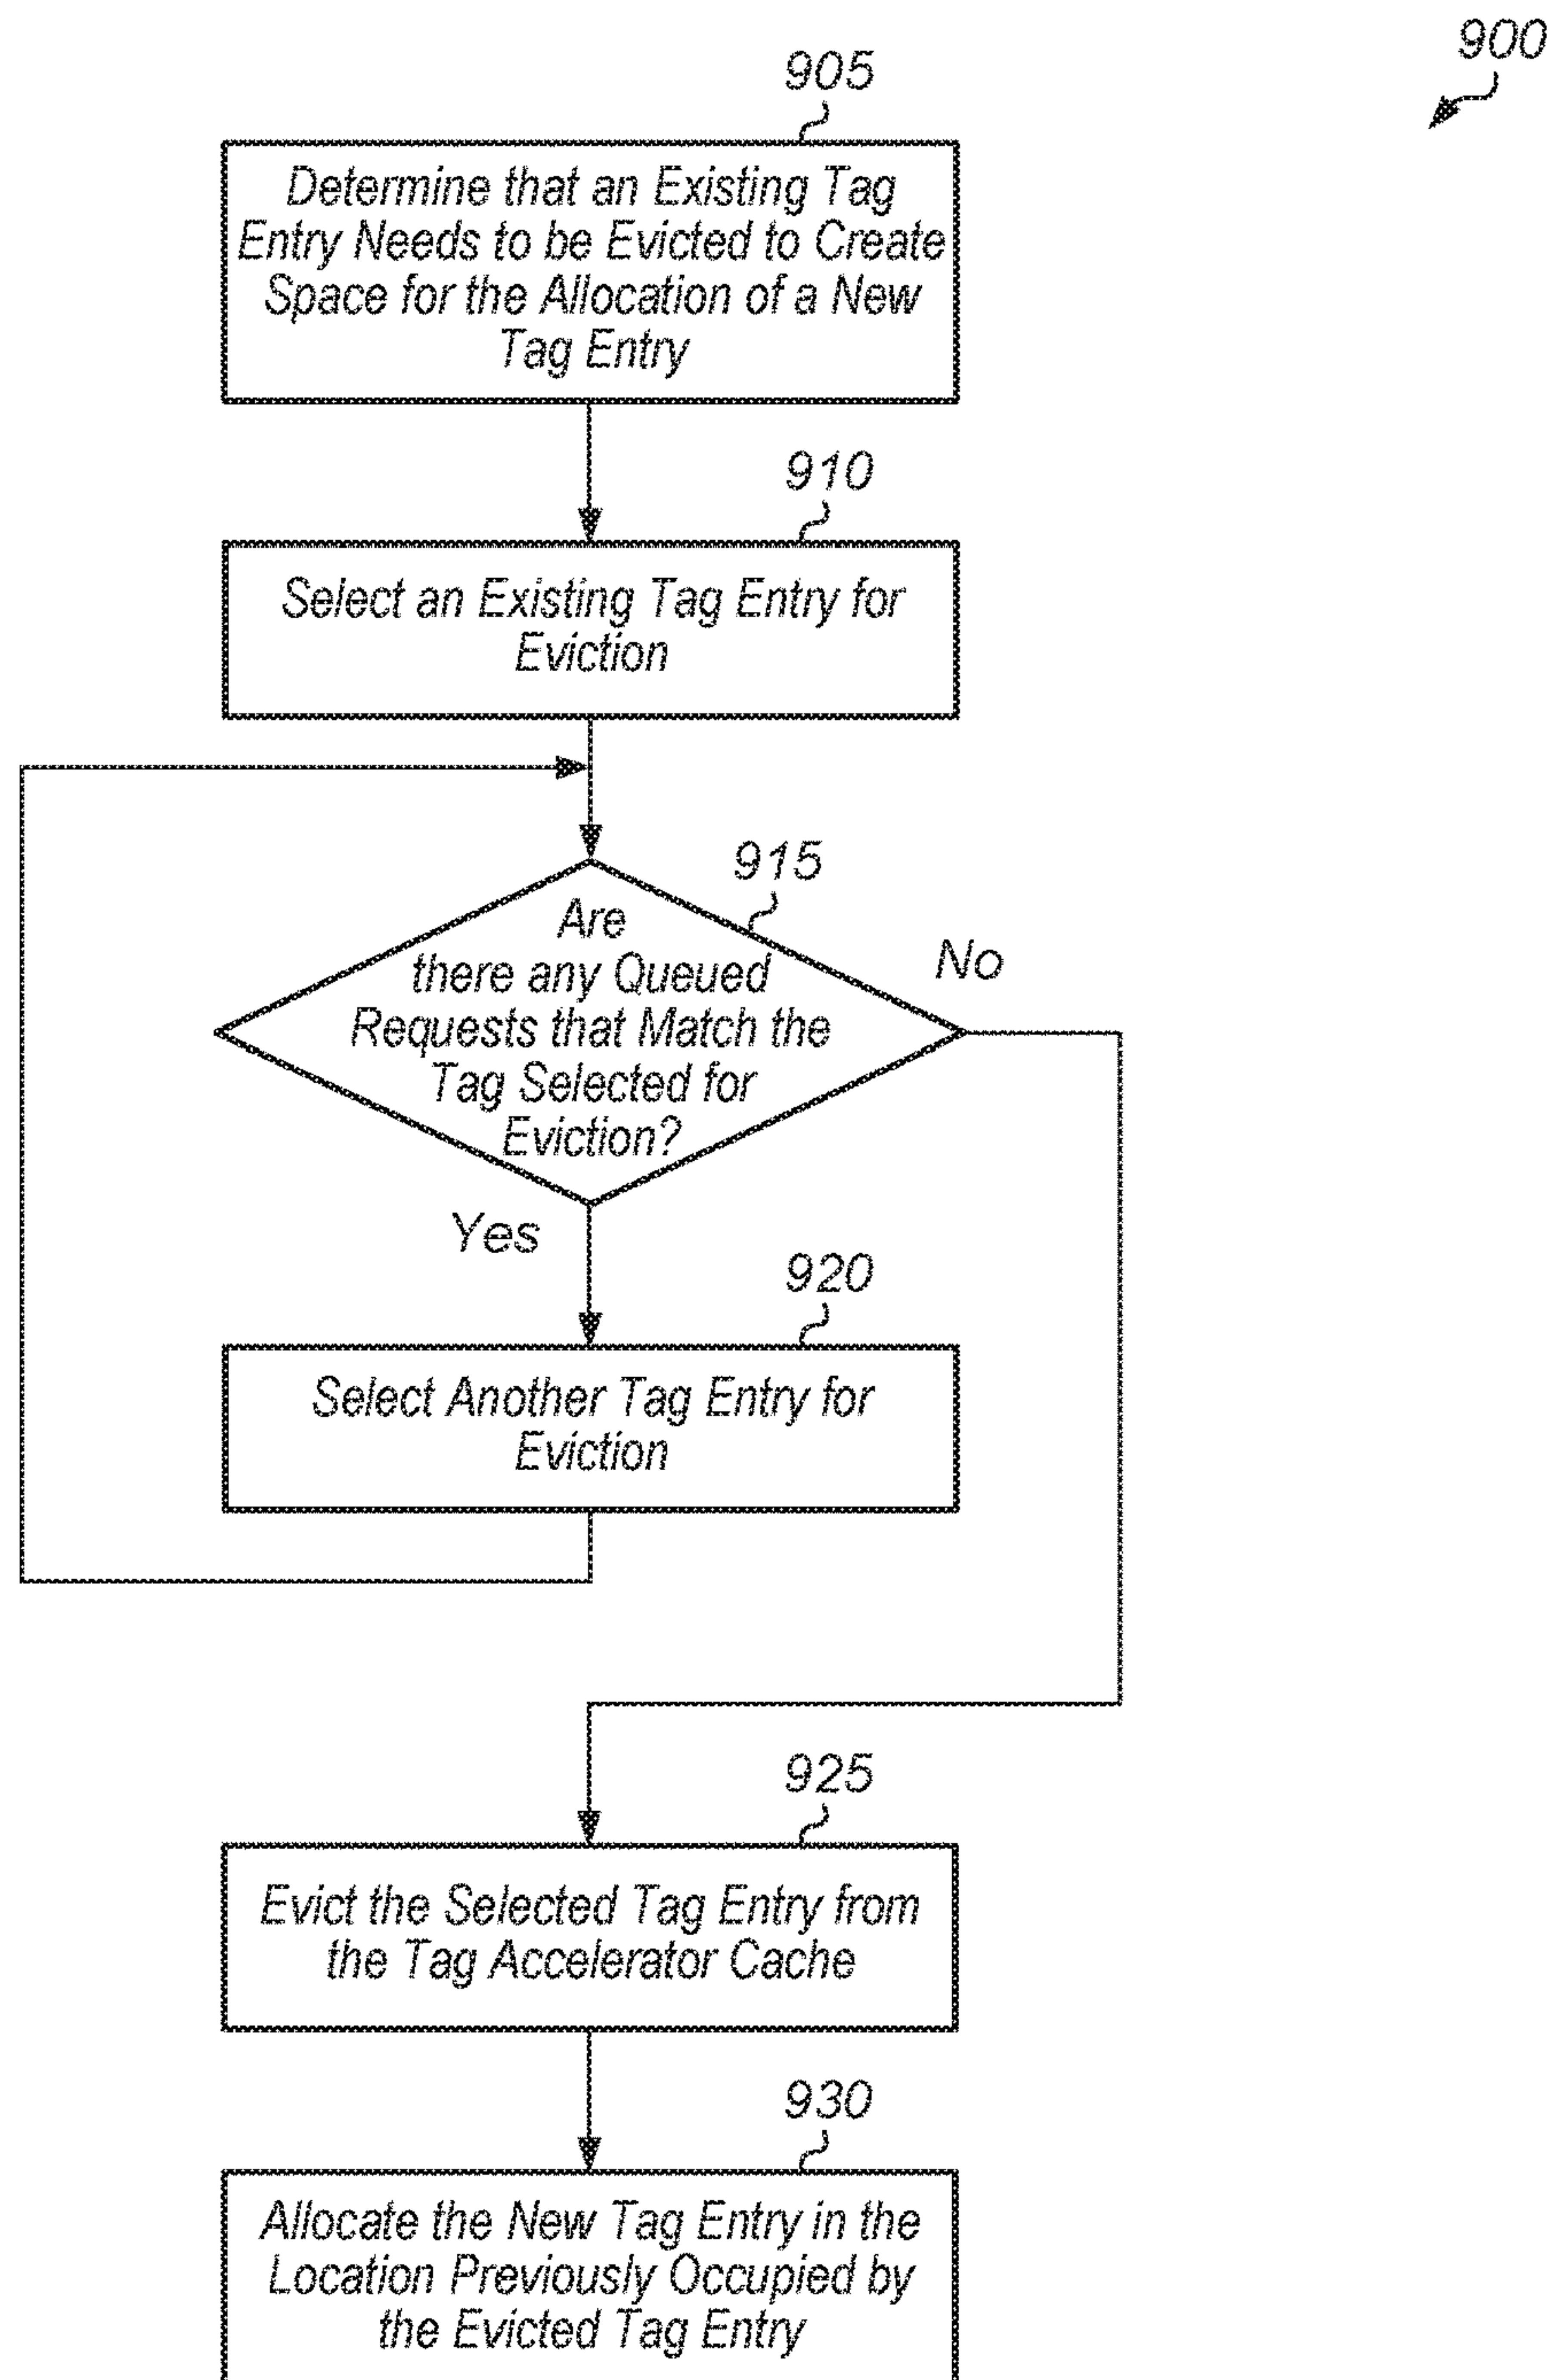 900
905
Determine that an Existing Tag
Entry Needs to be Evicted to Create
Space for the Allocation of a New
Tag Entry
910
Select an Existing Tag Entry for
Eviction
915
Are
there any Queued
Requests that Match the
Tag Selected for
Eviction?
No
Yes
920
Select Another Tag Entry for
Eviction
925
Evict the Selected Tag Entry from
the Tag Accelerator Cache
930
Allocate the New Tag Entry in the
Location Previously Occupied by
the Evicted Tag Entry